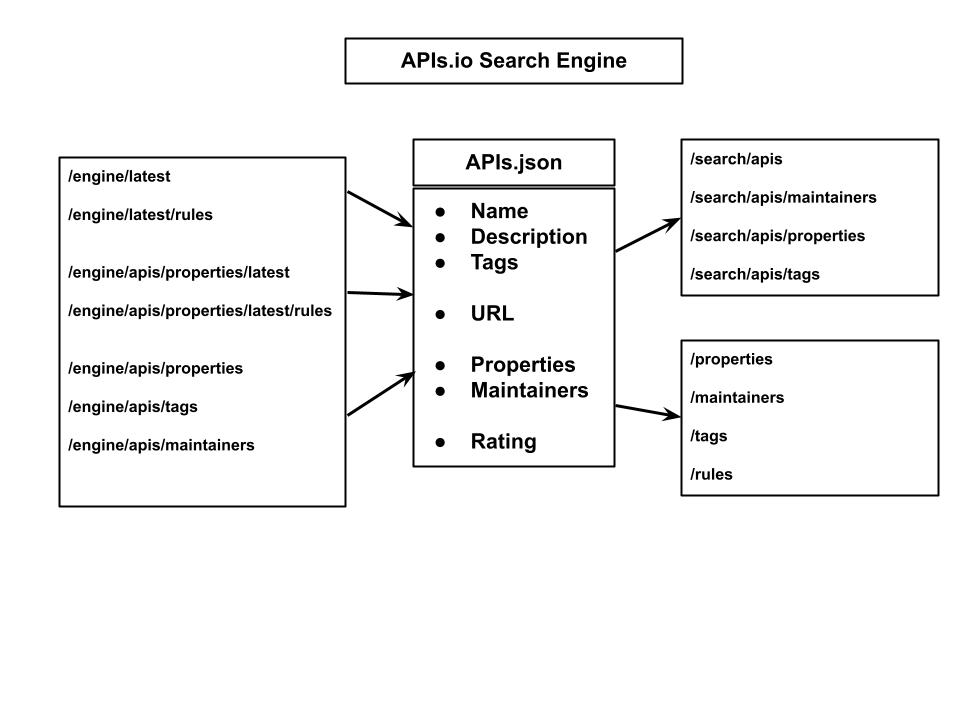 APIs.io Search Engine
/engine/latest
/engine/latest/rules
/engine/apis/properties/latest
/engine/apis/properties/latest/rules
/engine/apis/properties
/engine/apis/tags
/engine/apis/maintainers
APIs.json
● Name
● Description
● Tags
● URL
● Properties
● Maintainers
● Rating
/search/apis
/search/apis/maintainers
/search/apis/properties
/search/apis/tags
/properties
/maintainers
/tags
/rules